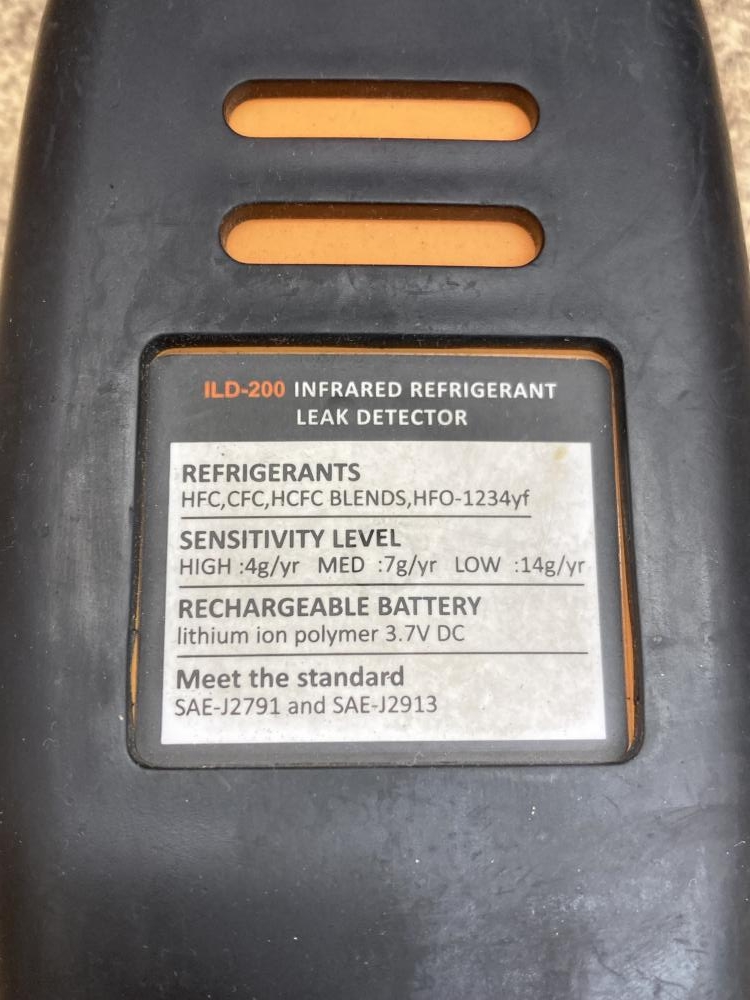 ILD-200 INFRARED REFRIGERANT
LEAK DETECTOR
REFRIGERANTS
HFC,CFC,HCFC BLENDS,HFO-1234yf
SENSITIVITY LEVEL
HIGH :4g/yr MED :7g/yr LOW :14g/yr
RECHARGEABLE BATTERY
lithium ion polymer 3.7V DC
Meet the standard
SAE-J2791 and SAE-J2913